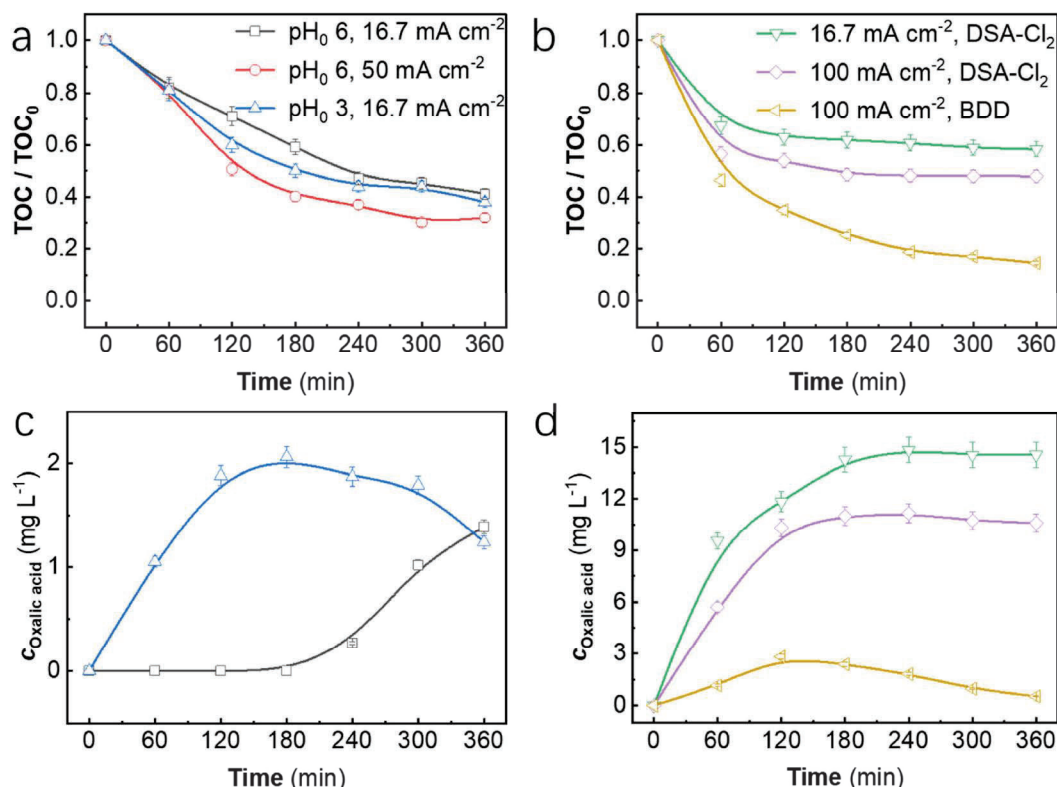 a
pH₀ 6, 16.7 mA cm⁻²
pH₀ 6, 50 mA cm⁻²
pH₀ 3, 16.7 mA cm⁻²
TOC / TOC₀
1.0
0.8
0.6
0.4
0.2
0.0
0 60 120 180 240 300 360
Time (min)
b
16.7 mA cm⁻², DSA-Cl₂
100 mA cm⁻², DSA-Cl₂
100 mA cm⁻², BDD
TOC / TOC₀
1.0
0.8
0.6
0.4
0.2
0.0
0 60 120 180 240 300 360
Time (min)
c
c Oxalic acid (mg L⁻¹)
2
1
0
0 60 120 180 240 300 360
Time (min)
d
c Oxalic acid (mg L⁻¹)
15
12
9
6
3
0
0 60 120 180 240 300 360
Time (min)